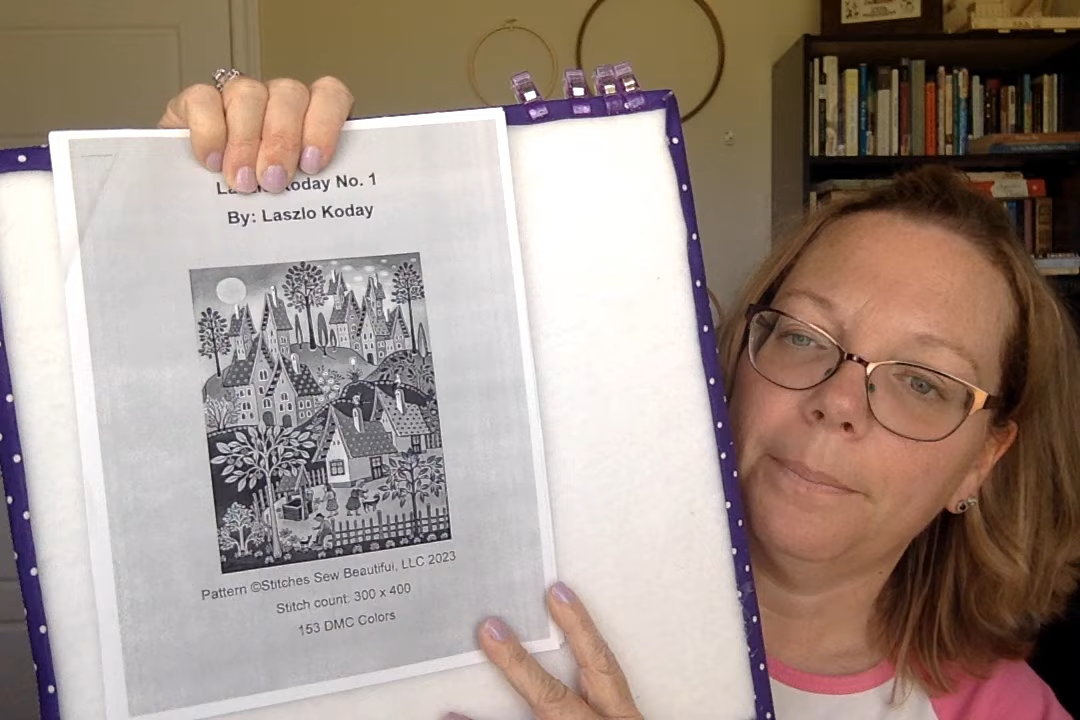 Koday No. 1
By: Laszlo Koday
Pattern ©Stitches Sew Beautiful, LLC 2023
Stitch count: 300 x 400
153 DMC Colors